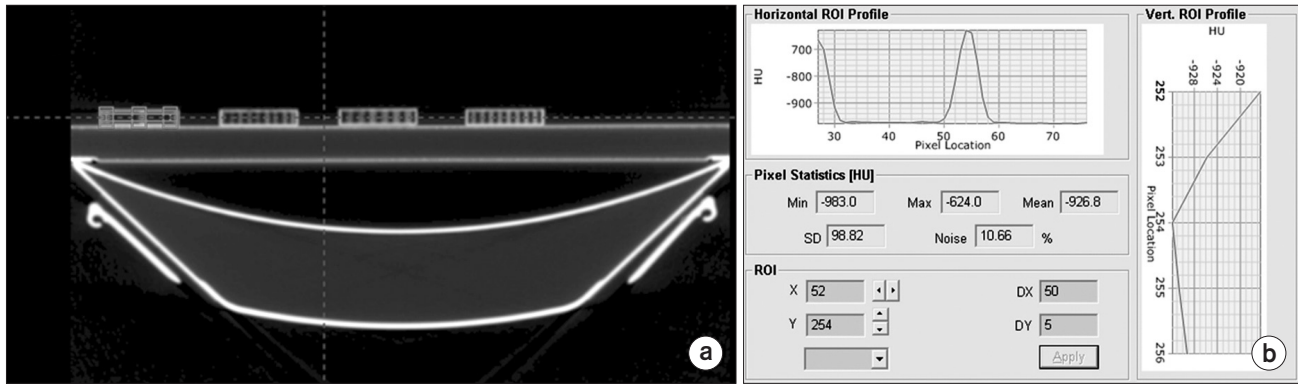 a
Horizontal ROI Profile
HU
700
-800
-900
30
40
50
60
70
Pixel Location
Pixel Statistics [HU]
Min -983.0 Max -624.0 Mean -926.8
SD 98.82 Noise 10.66 %
ROI
X 52 DX 50
Y 254 DY 5
Apply
Vert. ROI Profile
HU
-928
-924
-920
252
253
254
255
256
Pixel Location
b